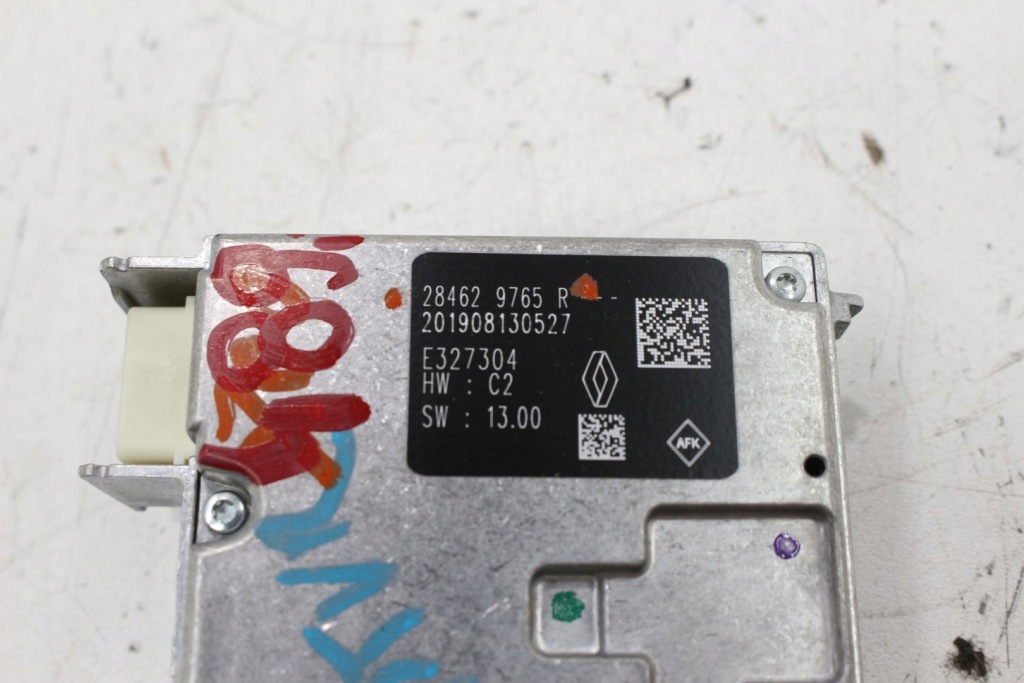 28462 9765 R - -
201908130527
E327304
HW : C2
SW : 13.00
AFK